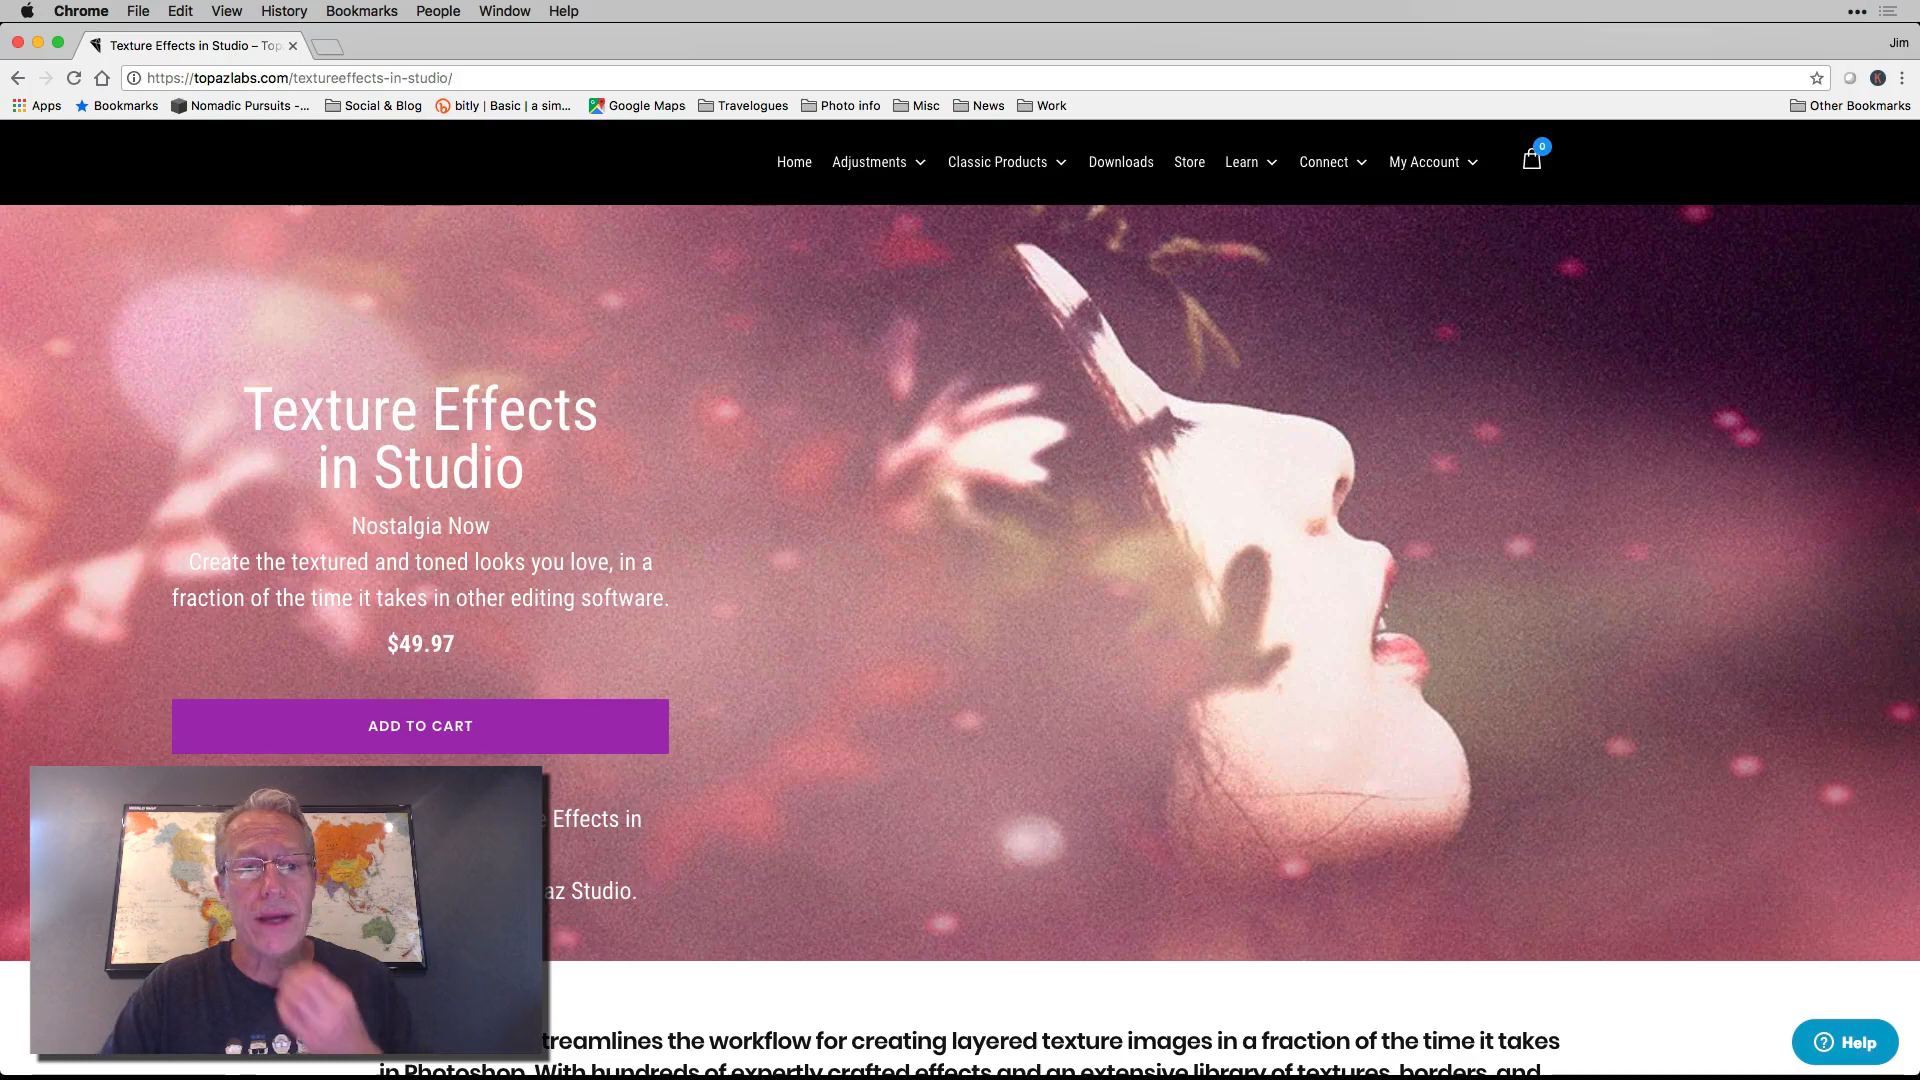 Chrome File Edit View History Bookmarks People Window Help
Texture Effects in Studio – Top
Jim
https://topazlabs.com/textureeffects-in-studio/
K
Apps Bookmarks Nomadic Pursuits -... Social & Blog bitly | Basic | a sim... Google Maps Travelogues Photo info Misc News Work Other Bookmarks
Home Adjustments Classic Products Downloads Store Learn Connect My Account 0
Texture Effects
in Studio
Nostalgia Now
Create the textured and toned looks you love, in a
fraction of the time it takes in other editing software.
$49.97
ADD TO CART
Effects in
az Studio.
treamlines the workflow for creating layered texture images in a fraction of the time it takes
in Photoshop. With hundreds of expertly crafted effects and an extensive library of textures, borders, and
Help